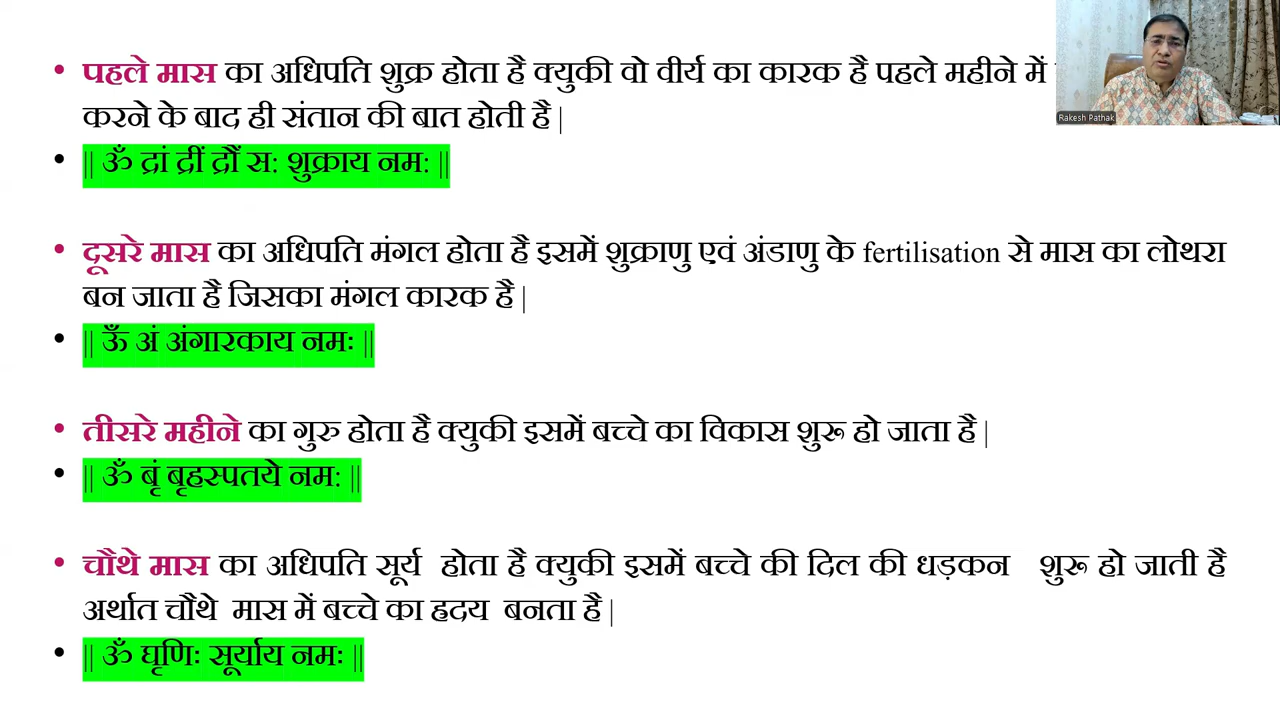 • पहले मास का अधिपति शुक्र होता है क्युकी वो वीर्य का कारक है पहले महीने में
करने के बाद ही संतान की बात होती है |
• || ॐ द्रां द्रीं द्रौं स: शुक्राय नम: ||
• दूसरे मास का अधिपति मंगल होता है इसमें शुक्राणु एवं अंडाणु के fertilisation से मास का लोथरा
बन जाता है जिसका मंगल कारक है |
• || ऊँ अं अंगारकाय नमः ||
• तीसरे महीने का गुरु होता है क्युकी इसमें बच्चे का विकास शुरू हो जाता है |
• || ॐ बृं बृहस्पतये नम: ||
• चौथे मास का अधिपति सूर्य होता है क्युकी इसमें बच्चे की दिल की धड़कन शुरू हो जाती है
अर्थात चौथे मास में बच्चे का हृदय बनता है |
• || ॐ घृणिः सूर्याय नमः ||
Rakesh Pathak